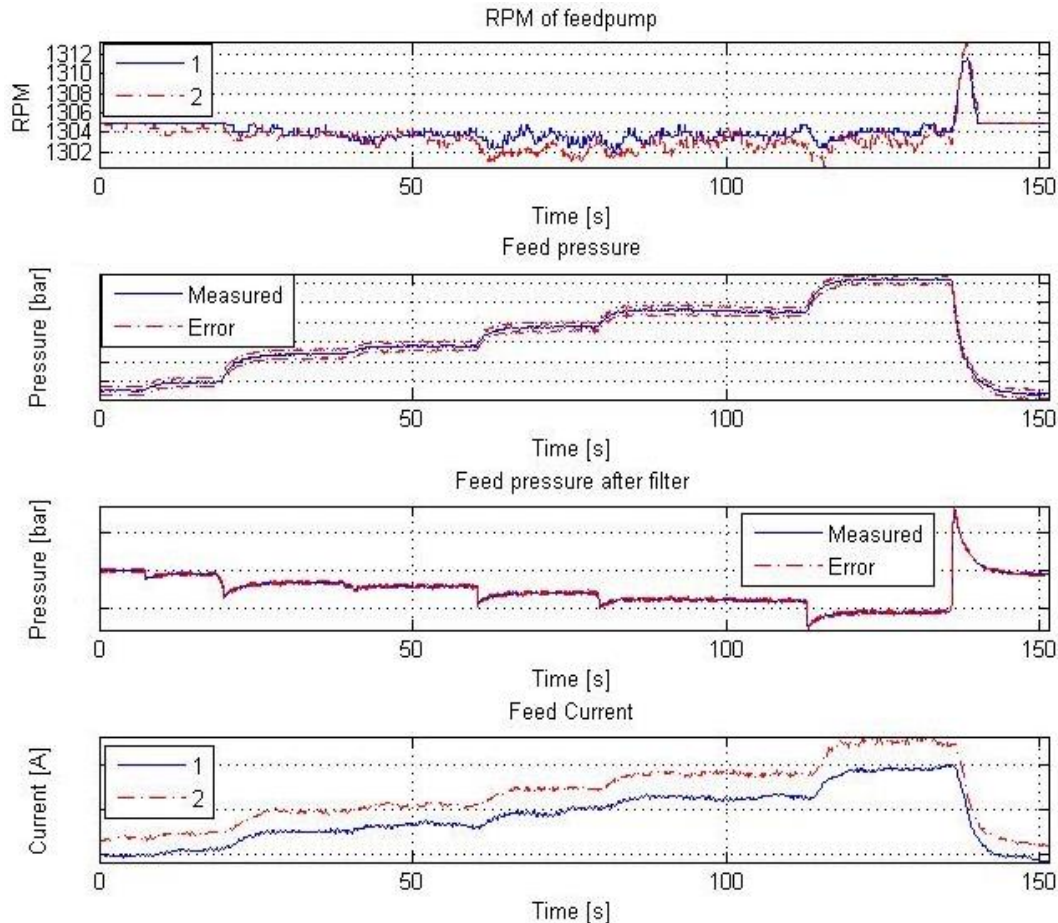 RPM of feedpump
RPM
1312
1310
1308
1306
1304
1302
1
2
0
50
100
150
Time [s]
Feed pressure
Pressure [bar]
Measured
Error
0
50
100
150
Time [s]
Feed pressure after filter
Pressure [bar]
Measured
Error
0
50
100
150
Time [s]
Feed Current
Current [A]
1
2
0
50
100
150
Time [s]